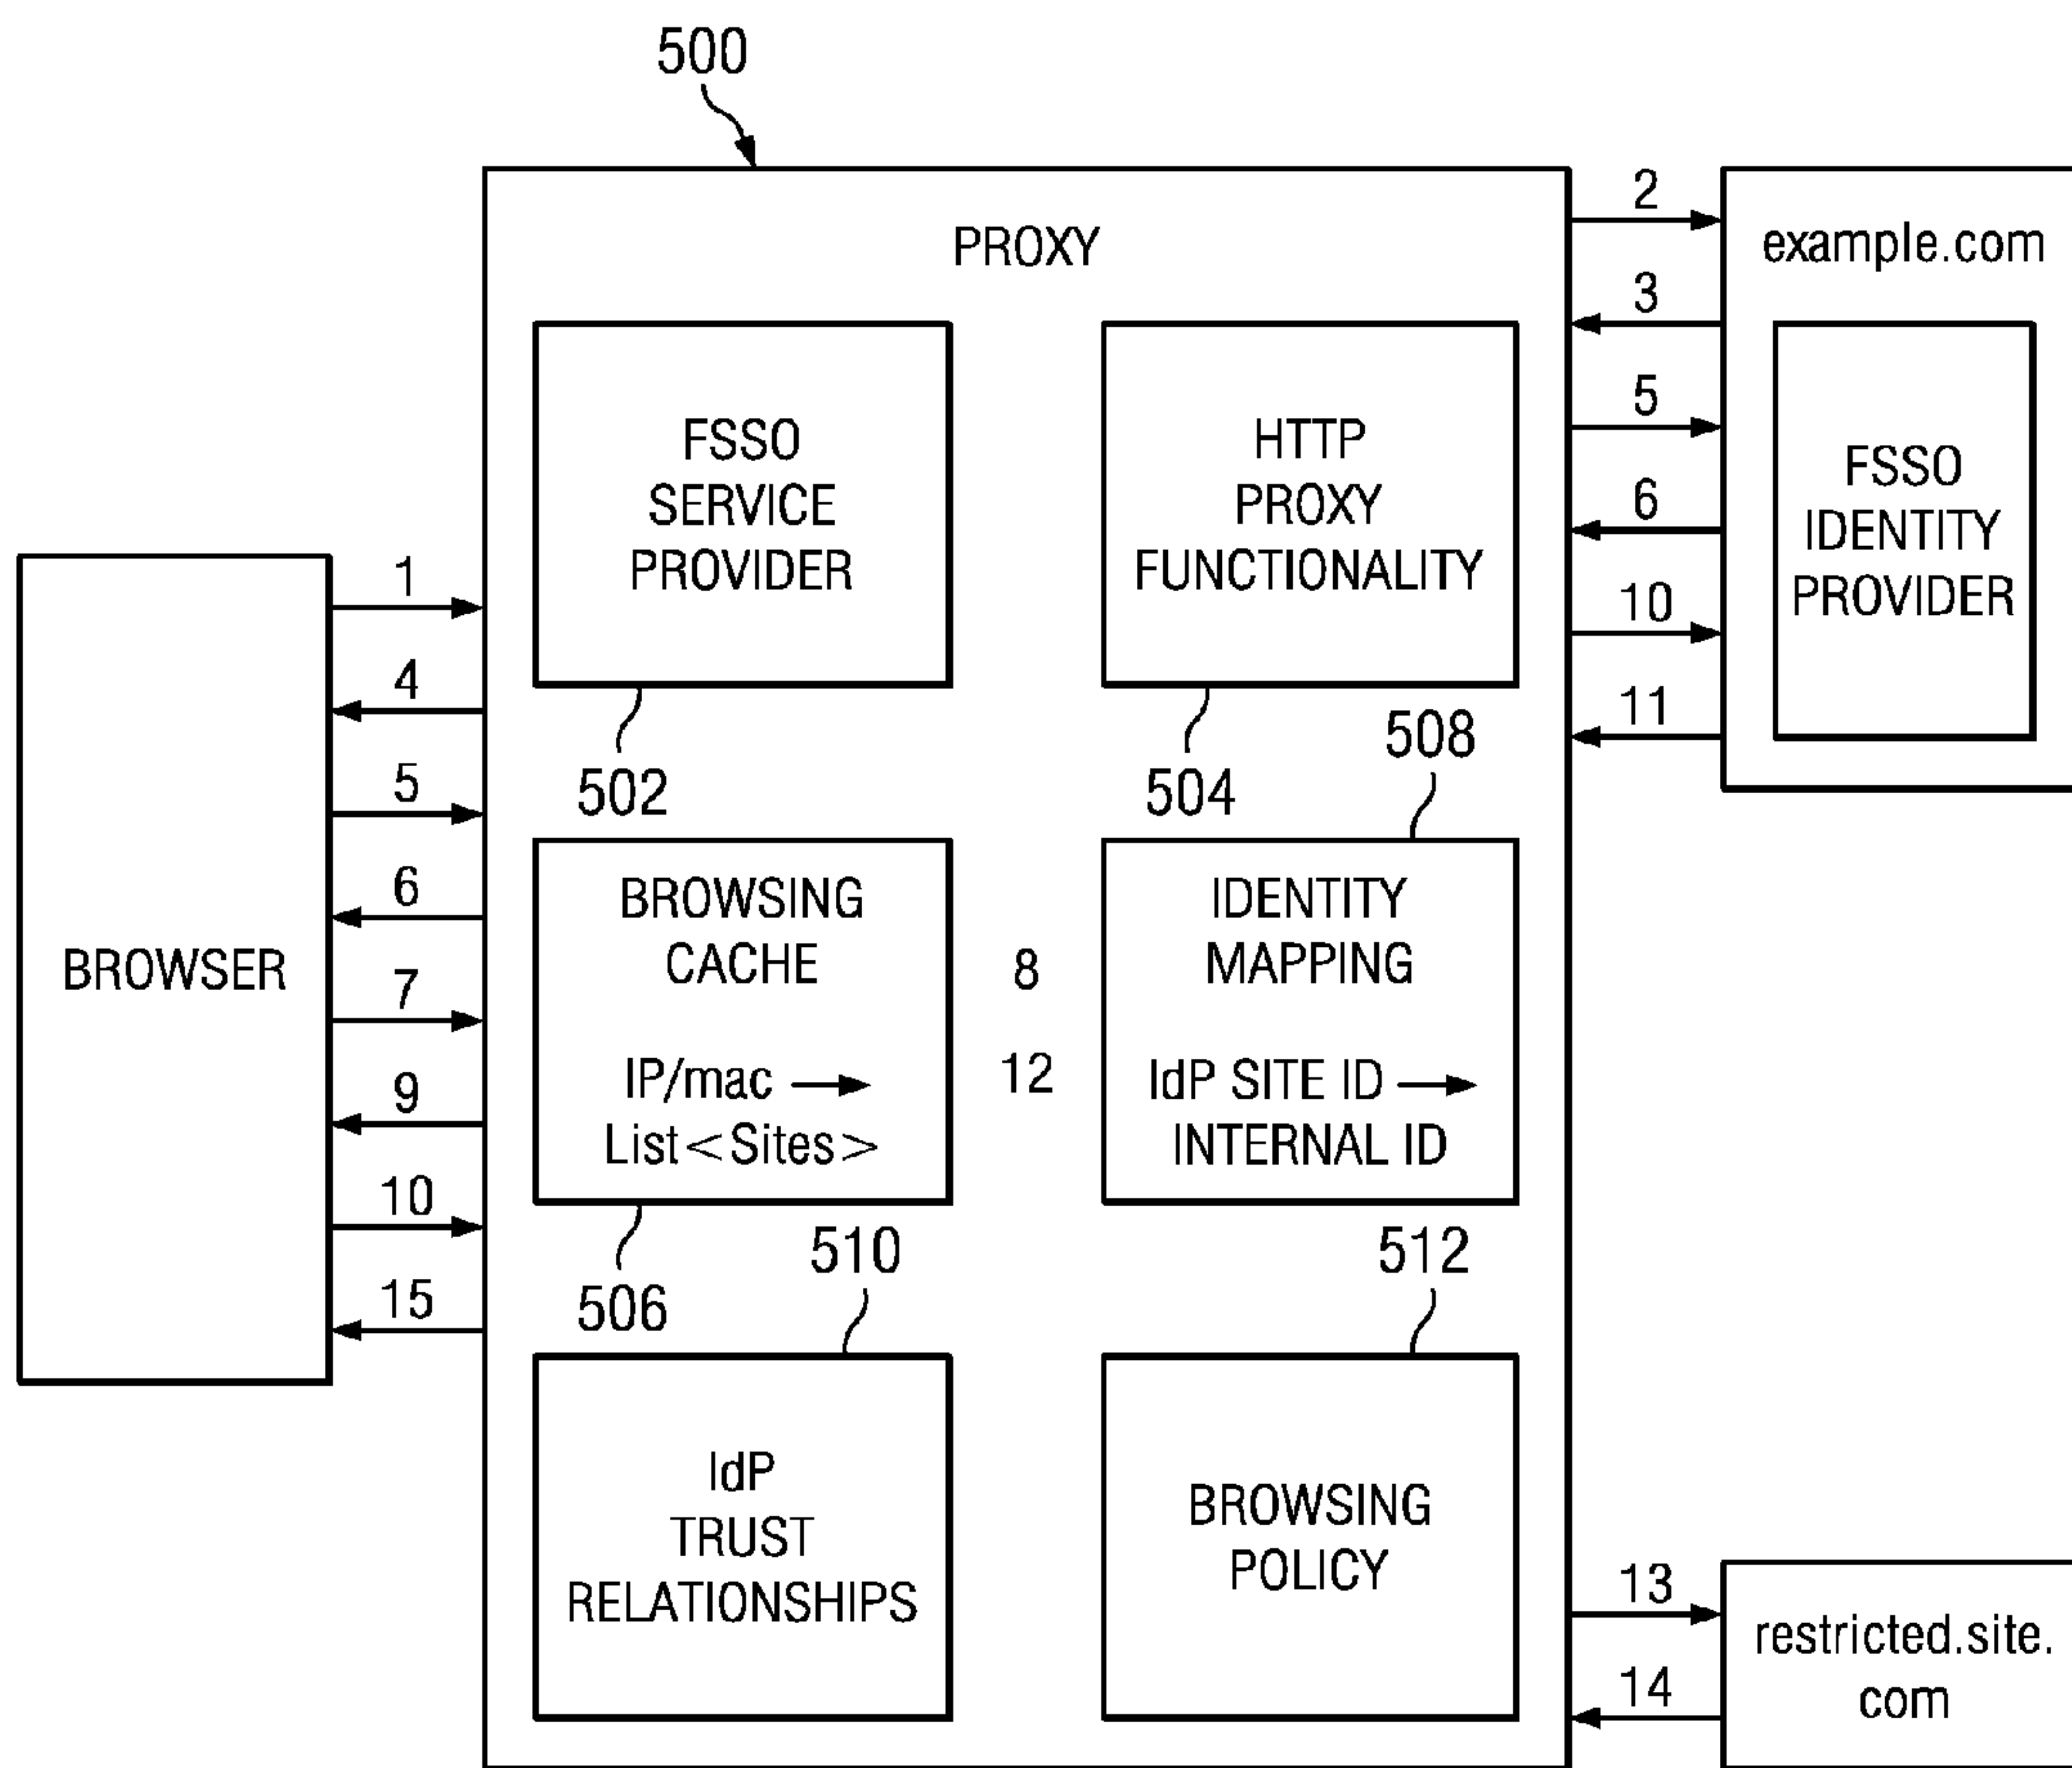 500
PROXY
FSSO
SERVICE
PROVIDER
502
HTTP
PROXY
FUNCTIONALITY
504
BROWSING
CACHE
IP/mac →
List<Sites>
506
8
12
508
IDENTITY
MAPPING
IdP SITE ID →
INTERNAL ID
510
IdP
TRUST
RELATIONSHIPS
512
BROWSING
POLICY
BROWSER
1
4
5
6
7
9
10
15
2
3
5
6
10
11
example.com
FSSO
IDENTITY
PROVIDER
13
14
restricted.site.
com